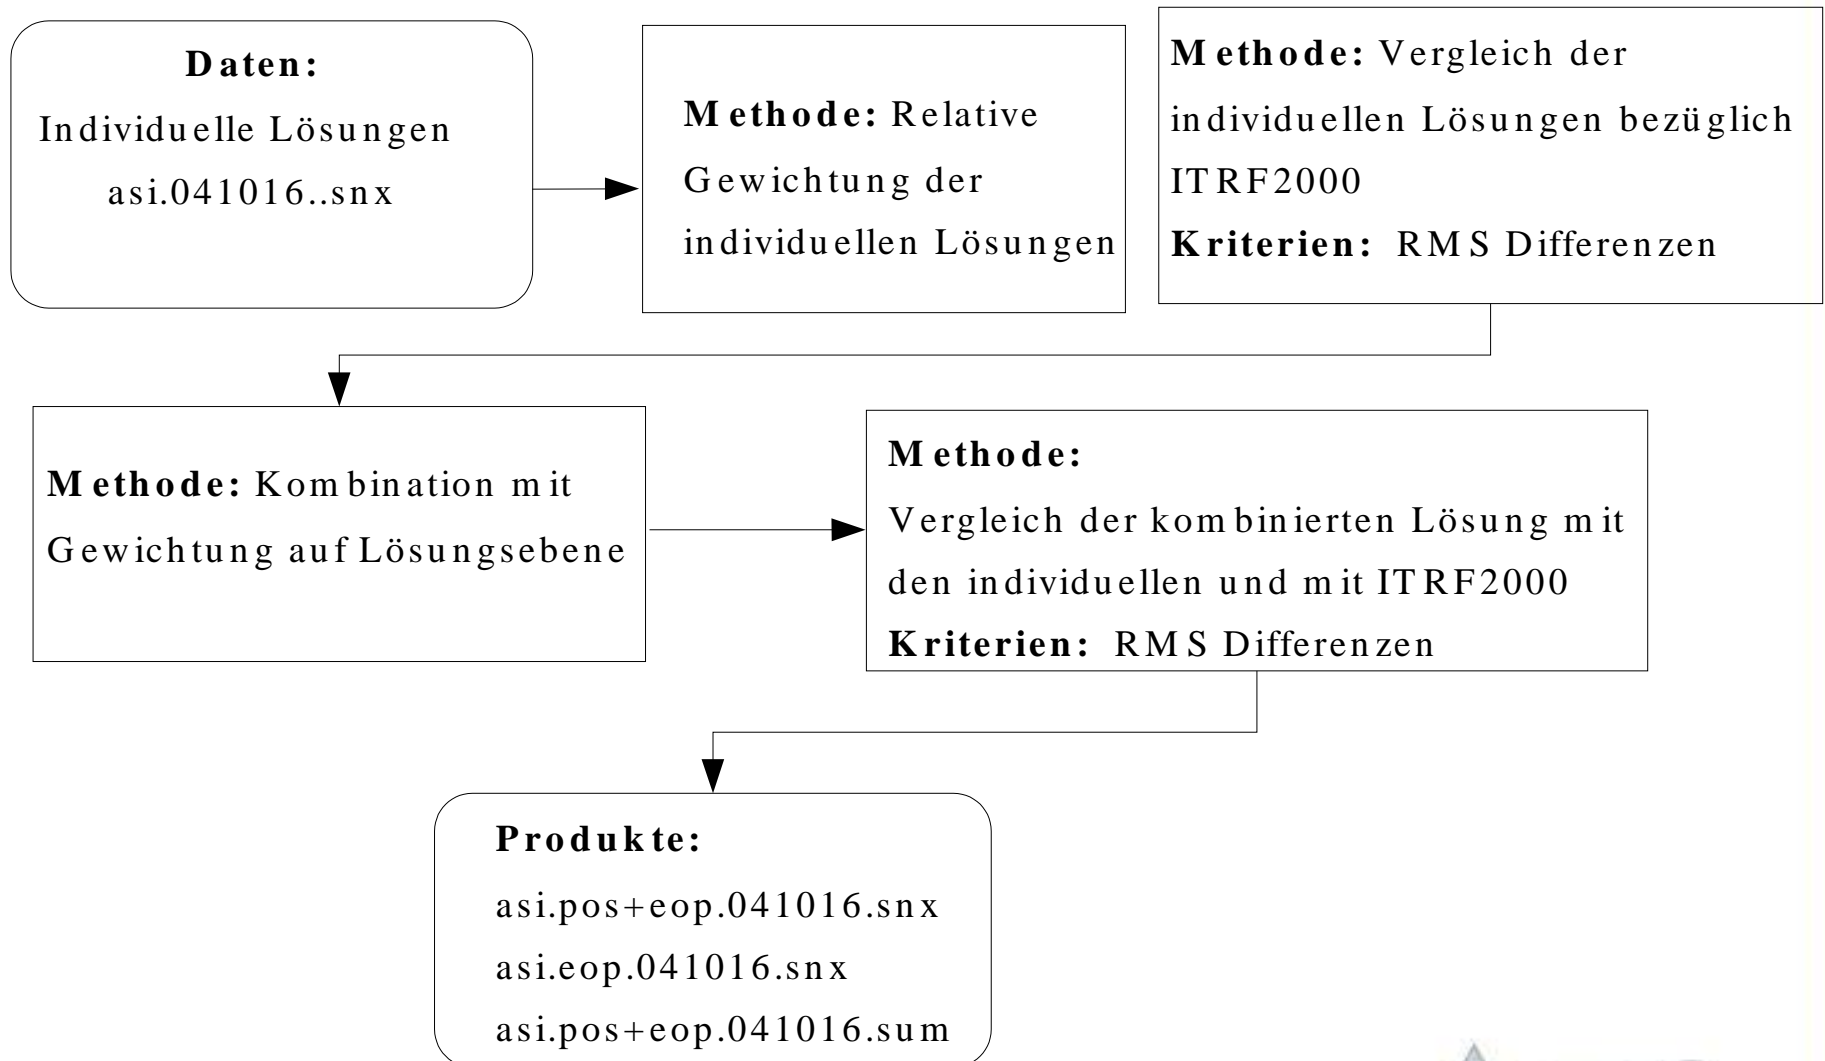 Daten:
Individuelle Lösungen
asi.041016..snx
Methode: Relative
Gewichtung der
individuellen Lösungen
Methode: Vergleich der
individuellen Lösungen bezüglich
ITRF2000
Kriterien: RMS Differenzen
Methode: Kombination mit
Gewichtung auf Lösungsebene
Methode:
Vergleich der kombinierten Lösung mit
den individuellen und mit ITRF2000
Kriterien: RMS Differenzen
Produkte:
asi.pos+eop.041016.snx
asi.eop.041016.snx
asi.pos+eop.041016.sum